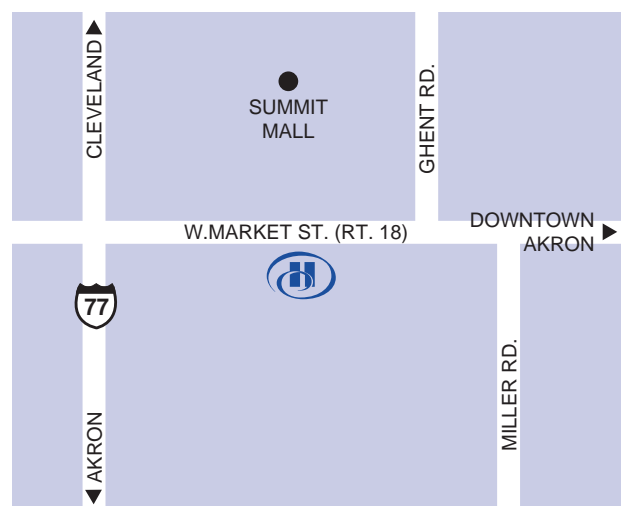 CLEVELAND
SUMMIT
MALL
GHENT RD.
DOWNTOWN
AKRON
W.MARKET ST. (RT. 18)
H
77
MILLER RD.
AKRON